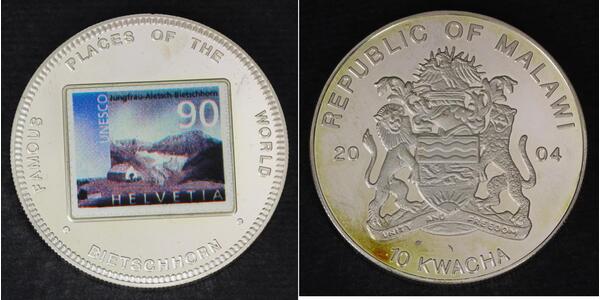 FAMOUS PLACES OF THE WORLD
UNESCO
Jungfrau-Aletsch-Bietschhorn
90
HELVETIA
BIETSCHHORN
REPUBLIC OF MALAWI
20 04
UNITY AND FREEDOM
10 KWACHA